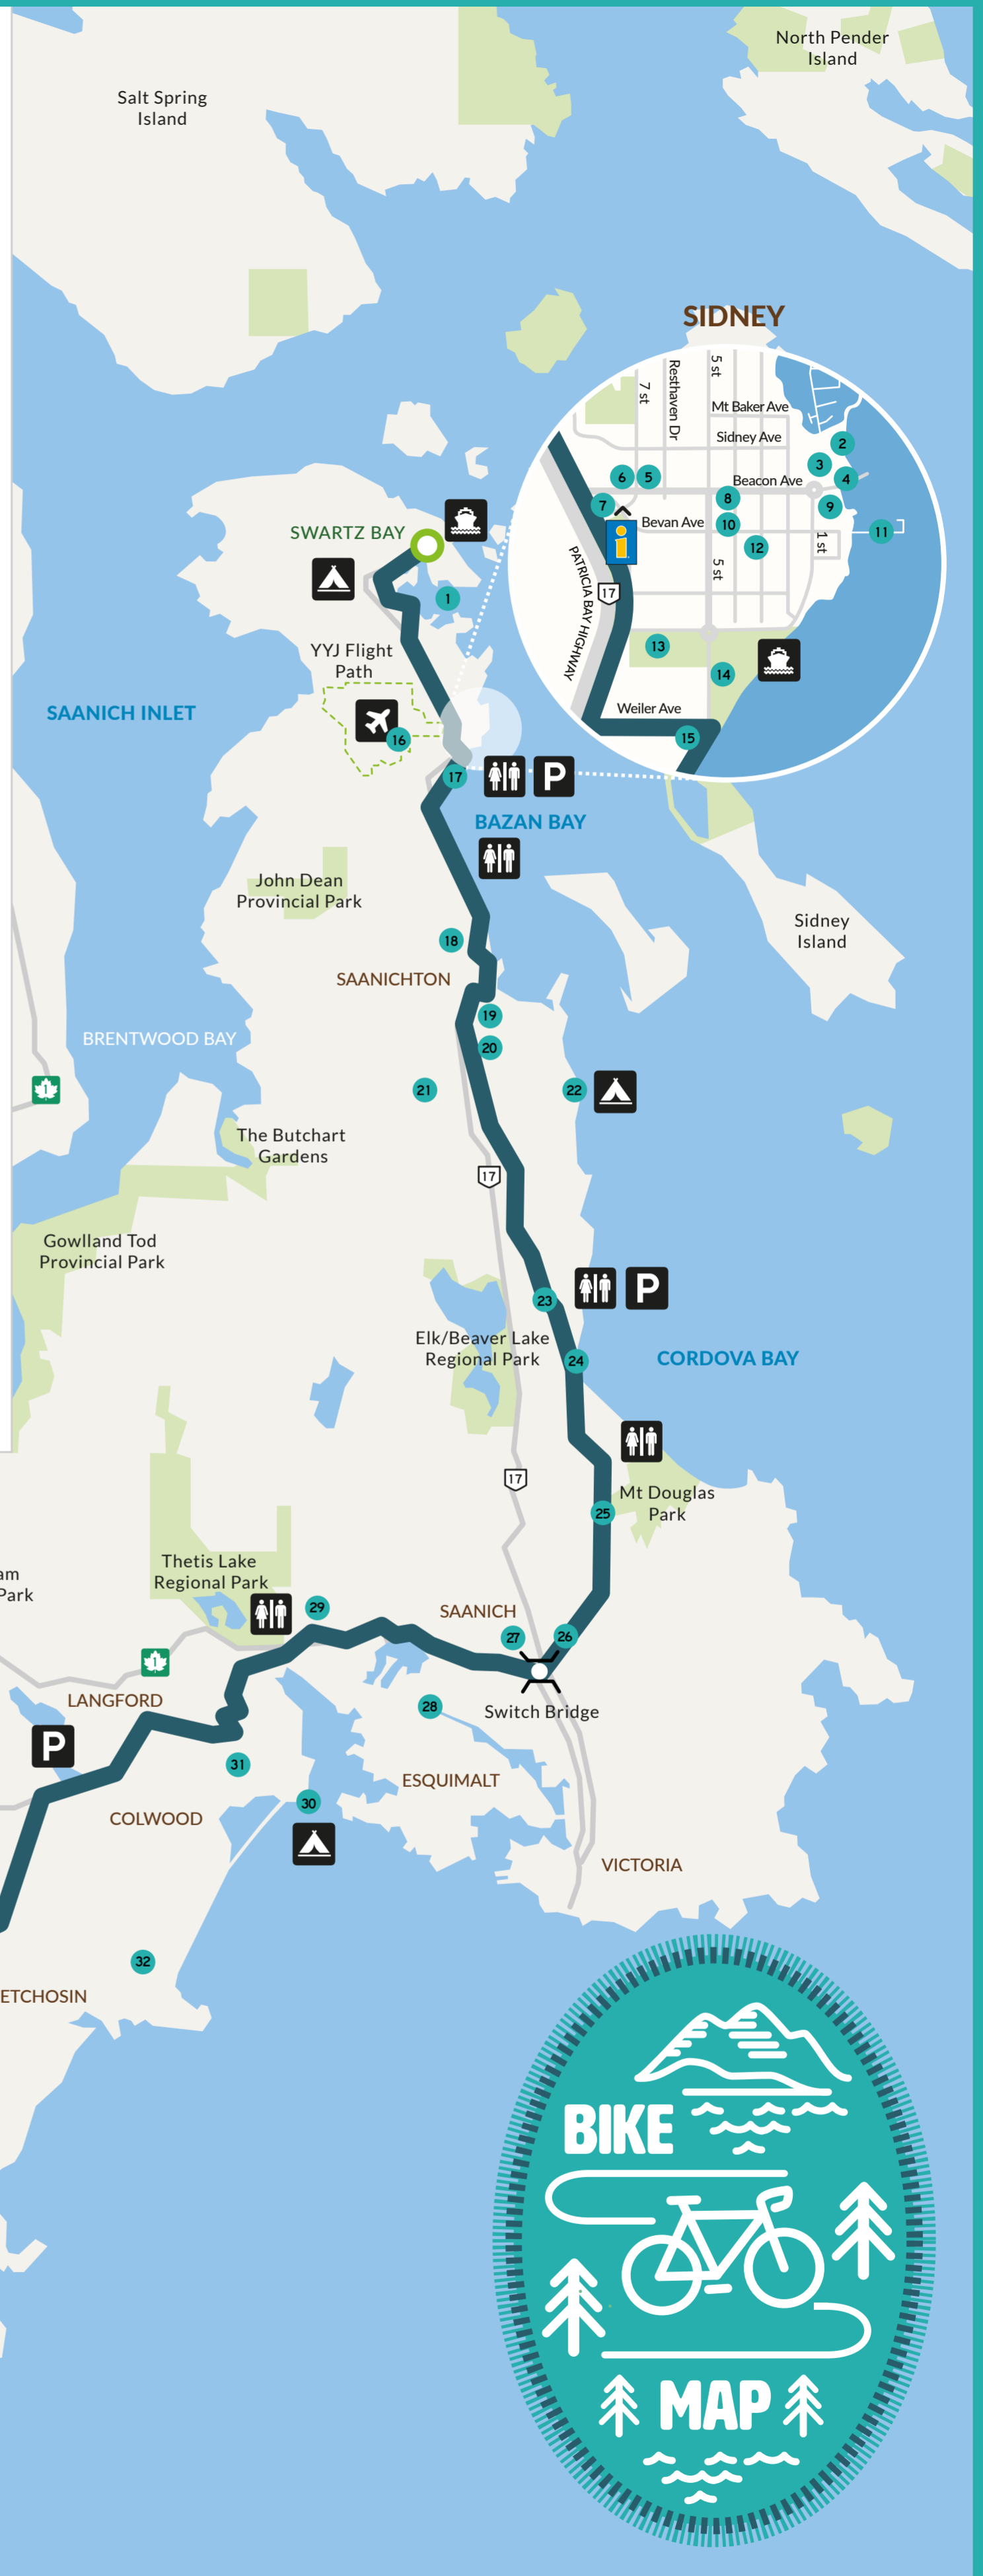 North Pender
Island
Salt Spring
Island
SIDNEY
5 st
Resthaven Dr
7 st
Mt Baker Ave
Sidney Ave
2
3
6
5
Beacon Ave
4
8
7
9
SWARTZ BAY
Bevan Ave
10
11
i
1 st
12
PATRICIA BAY HIGHWAY
5 st
17
1
13
YYJ Flight
Path
14
SAANICH INLET
Weiler Ave
16
15
17
P
BAZAN BAY
John Dean
Provincial Park
Sidney
Island
18
SAANICHTON
19
BRENTWOOD BAY
20
1
21
22
The Butchart
Gardens
17
Gowlland Tod
Provincial Park
P
23
Elk/Beaver Lake
Regional Park
24
CORDOVA BAY
17
Mt Douglas
Park
25
am
Park
Thetis Lake
Regional Park
29
SAANICH
27
26
1
LANGFORD
28
Switch Bridge
P
31
ESQUIMALT
30
COLWOOD
VICTORIA
32
ETCHOSIN
BIKE
MAP